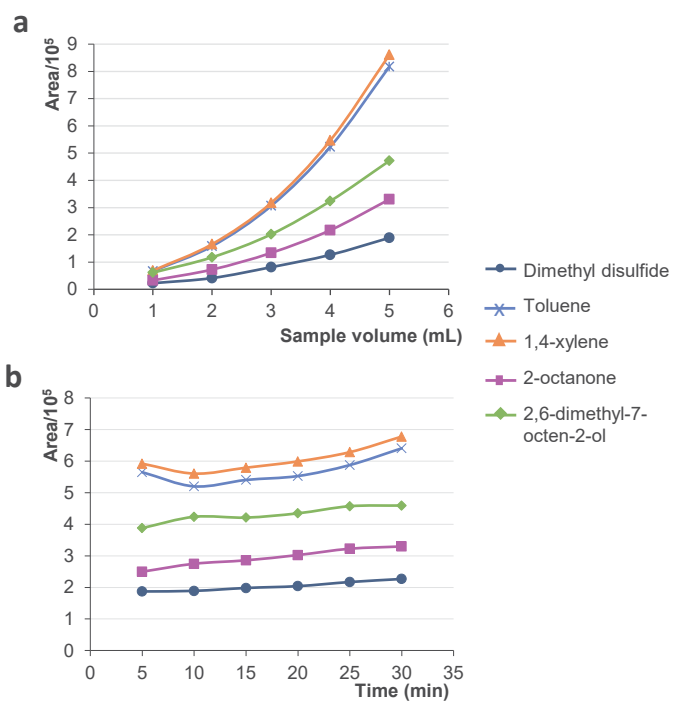 a
Area/10⁵
9
8
7
6
5
4
3
2
1
0
0 1 2 3 4 5 6
Sample volume (mL)
Dimethyl disulfide
Toluene
1,4-xylene
2-octanone
2,6-dimethyl-7-
octen-2-ol
b
Area/10⁵
8
7
6
5
4
3
2
1
0
0 5 10 15 20 25 30 35
Time (min)